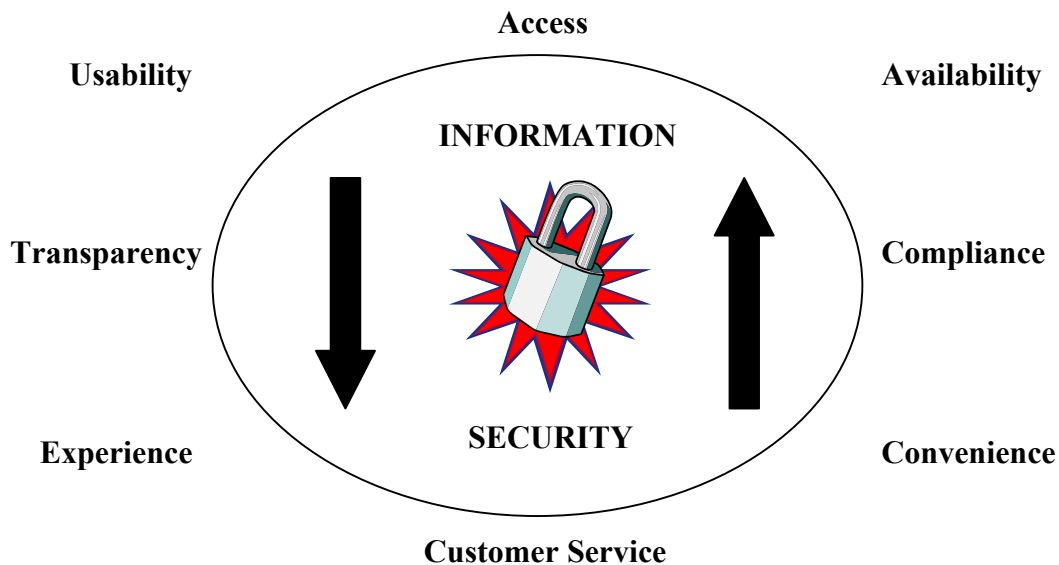 Access
Usability
Availability
INFORMATION
Transparency
Compliance
SECURITY
Experience
Convenience
Customer Service